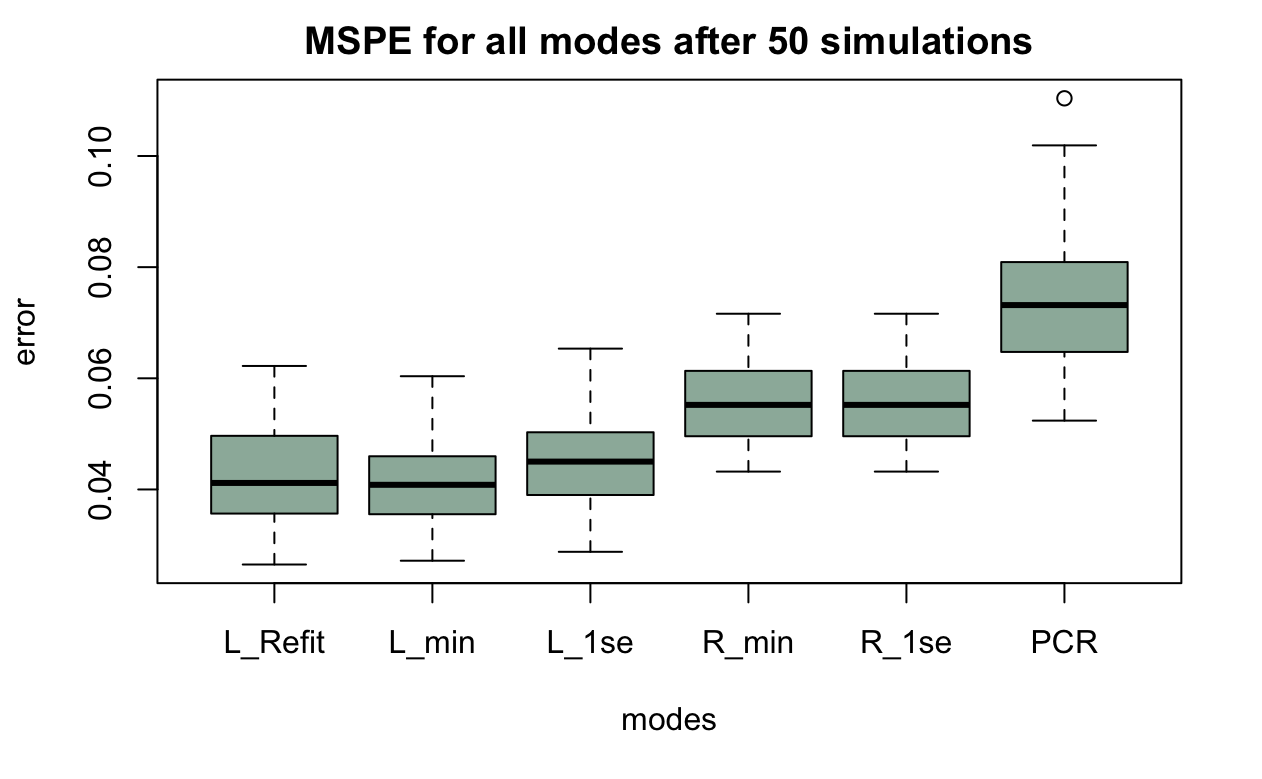 MSPE for all modes after 50 simulations
error
0.10
0.08
0.06
0.04
L_Refit L_min L_1se R_min R_1se PCR
modes